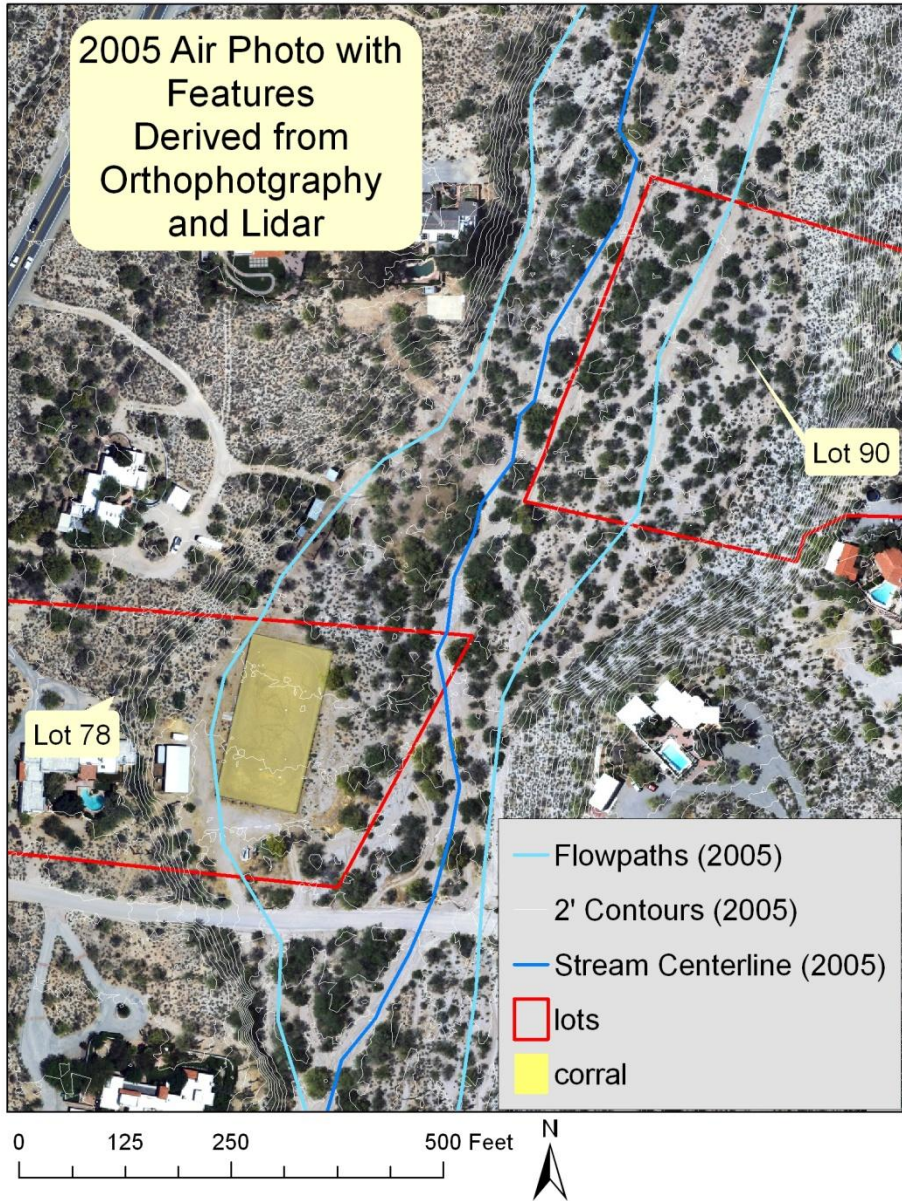 2005 Air Photo with
Features
Derived from
Orthophotgraphy
and Lidar
Lot 90
Lot 78
Flowpaths (2005)
2' Contours (2005)
Stream Centerline (2005)
lots
corral
0 125 250 500 Feet
N